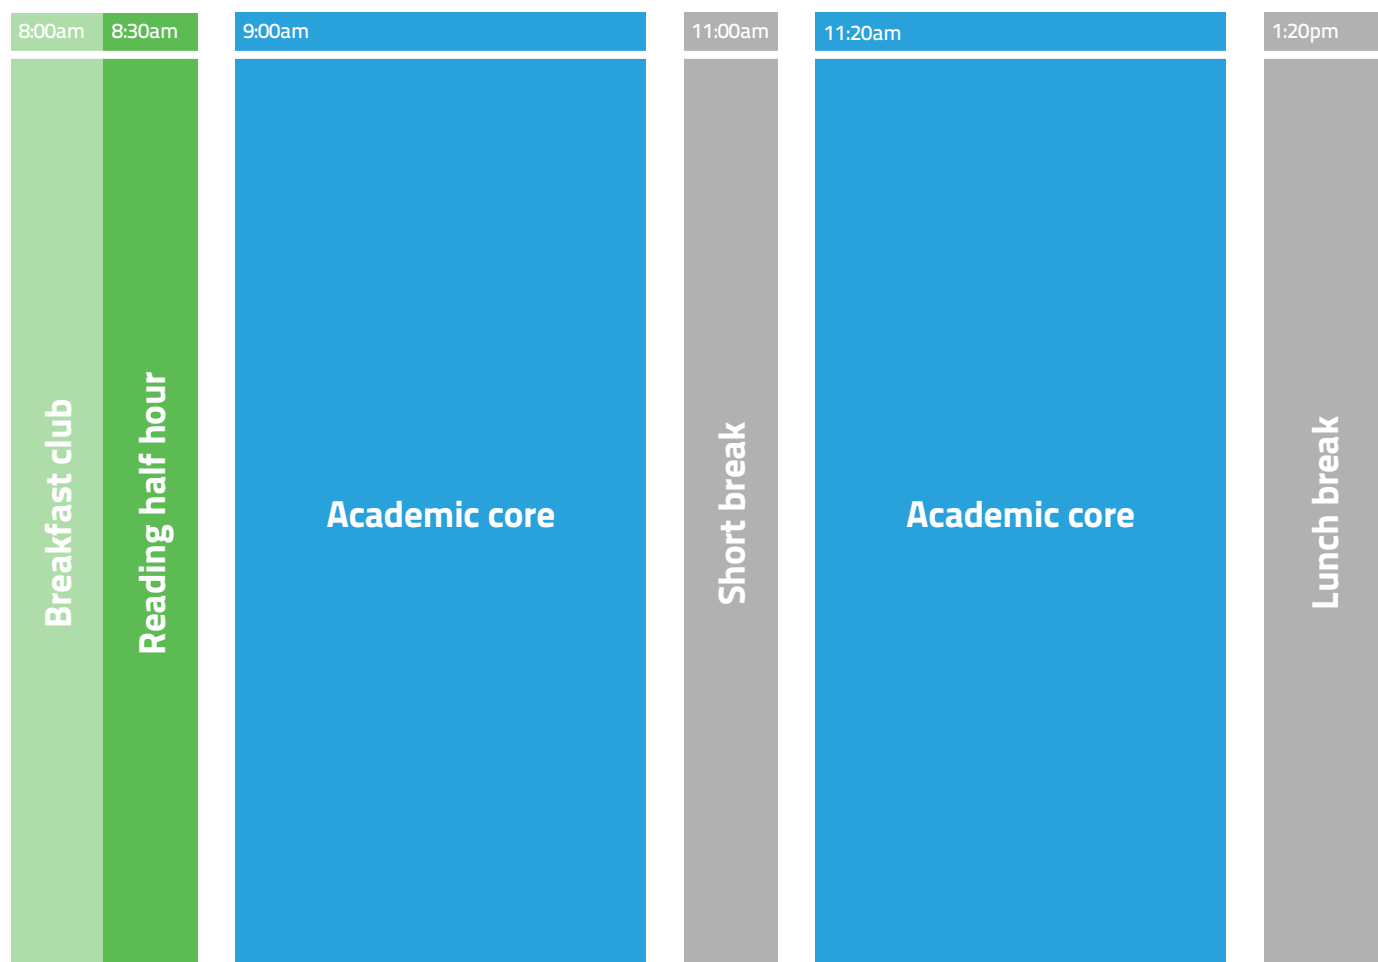 8:00am
8:30am
9:00am
11:00am
11:20am
1:20pm
Breakfast club
Reading half hour
Academic core
Short break
Academic core
Lunch break